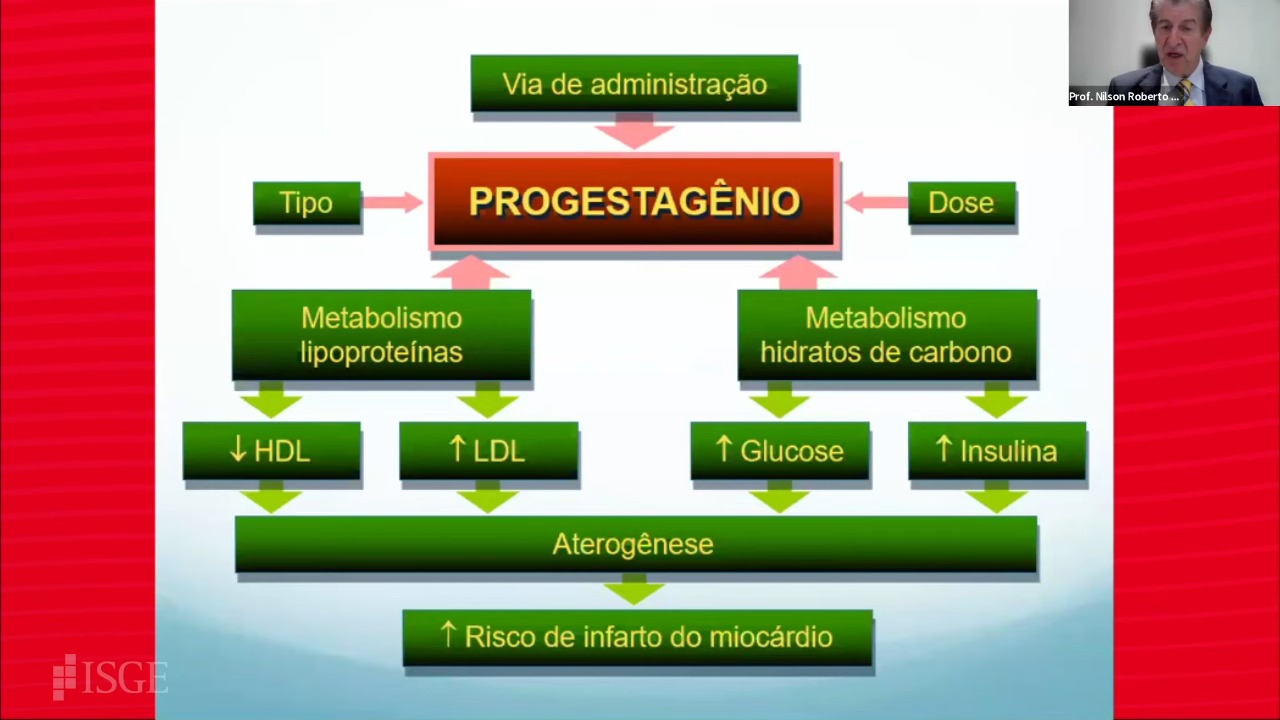 Via de administração
Prof. Nilson Roberto ...
Tipo
PROGESTAGÊNIO
Dose
Metabolismo
lipoproteínas
Metabolismo
hidratos de carbono
↓ HDL
↑ LDL
↑ Glucose
↑ Insulina
Aterogênese
↑ Risco de infarto do miocárdio
ISGE